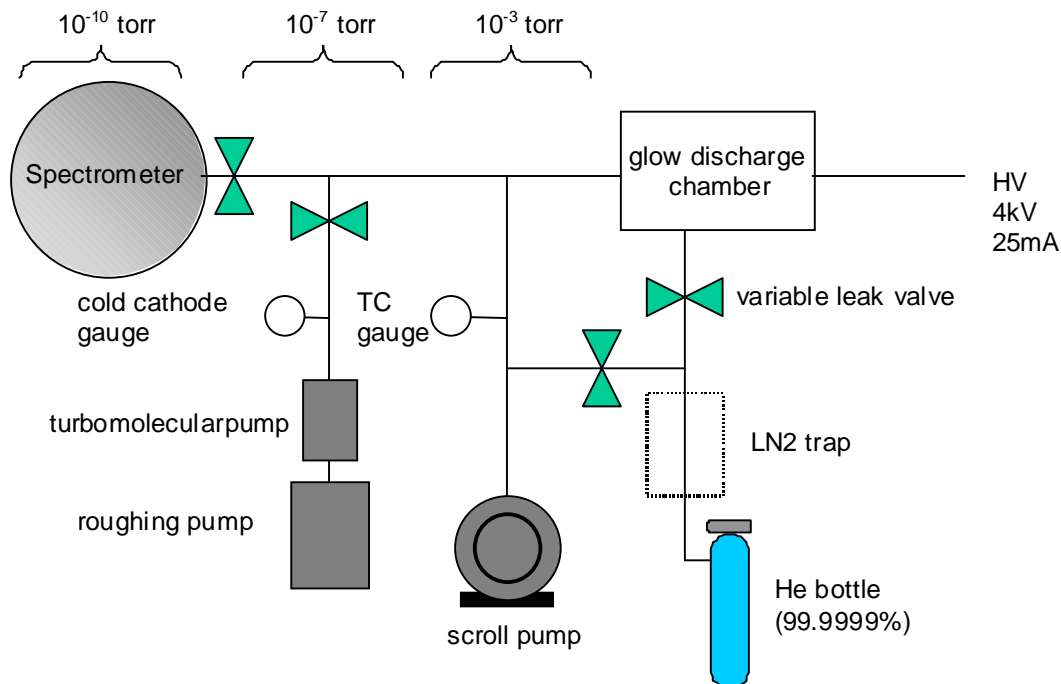 10⁻¹⁰ torr
10⁻⁷ torr
10⁻³ torr
Spectrometer
glow discharge
chamber
HV
4kV
25mA
cold cathode
gauge
TC
gauge
variable leak valve
turbomolecularpump
LN2 trap
roughing pump
scroll pump
He bottle
(99.9999%)